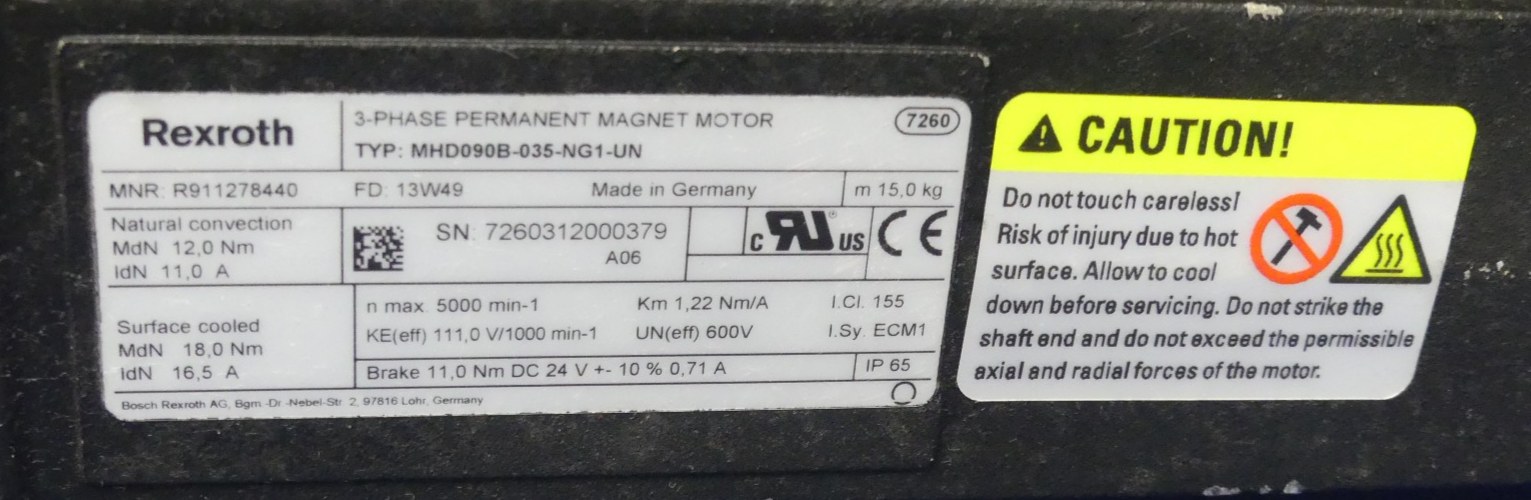 Rexroth
3-PHASE PERMANENT MAGNET MOTOR
7260
TYP: MHD090B-035-NG1-UN
MNR: R911278440 FD: 13W49 Made in Germany m 15,0 kg
Natural convection
MdN 12,0 Nm
IdN 11,0 A
SN: 7260312000379
A06
C RU ® US CE
Surface cooled
MdN 18,0 Nm
IdN 16,5 A
n max. 5000 min-1 Km 1,22 Nm/A I.Cl. 155
KE(eff) 111,0 V/1000 min-1 UN(eff) 600V I.Sy. ECM1
Brake 11,0 Nm DC 24 V +- 10 % 0,71 A IP 65
Bosch Rexroth AG, Bgm.-Dr.-Nebel-Str. 2, 97816 Lohr, Germany
CAUTION!
Do not touch careless!
Risk of injury due to hot
surface. Allow to cool
down before servicing. Do not strike the
shaft end and do not exceed the permissible
axial and radial forces of the motor.